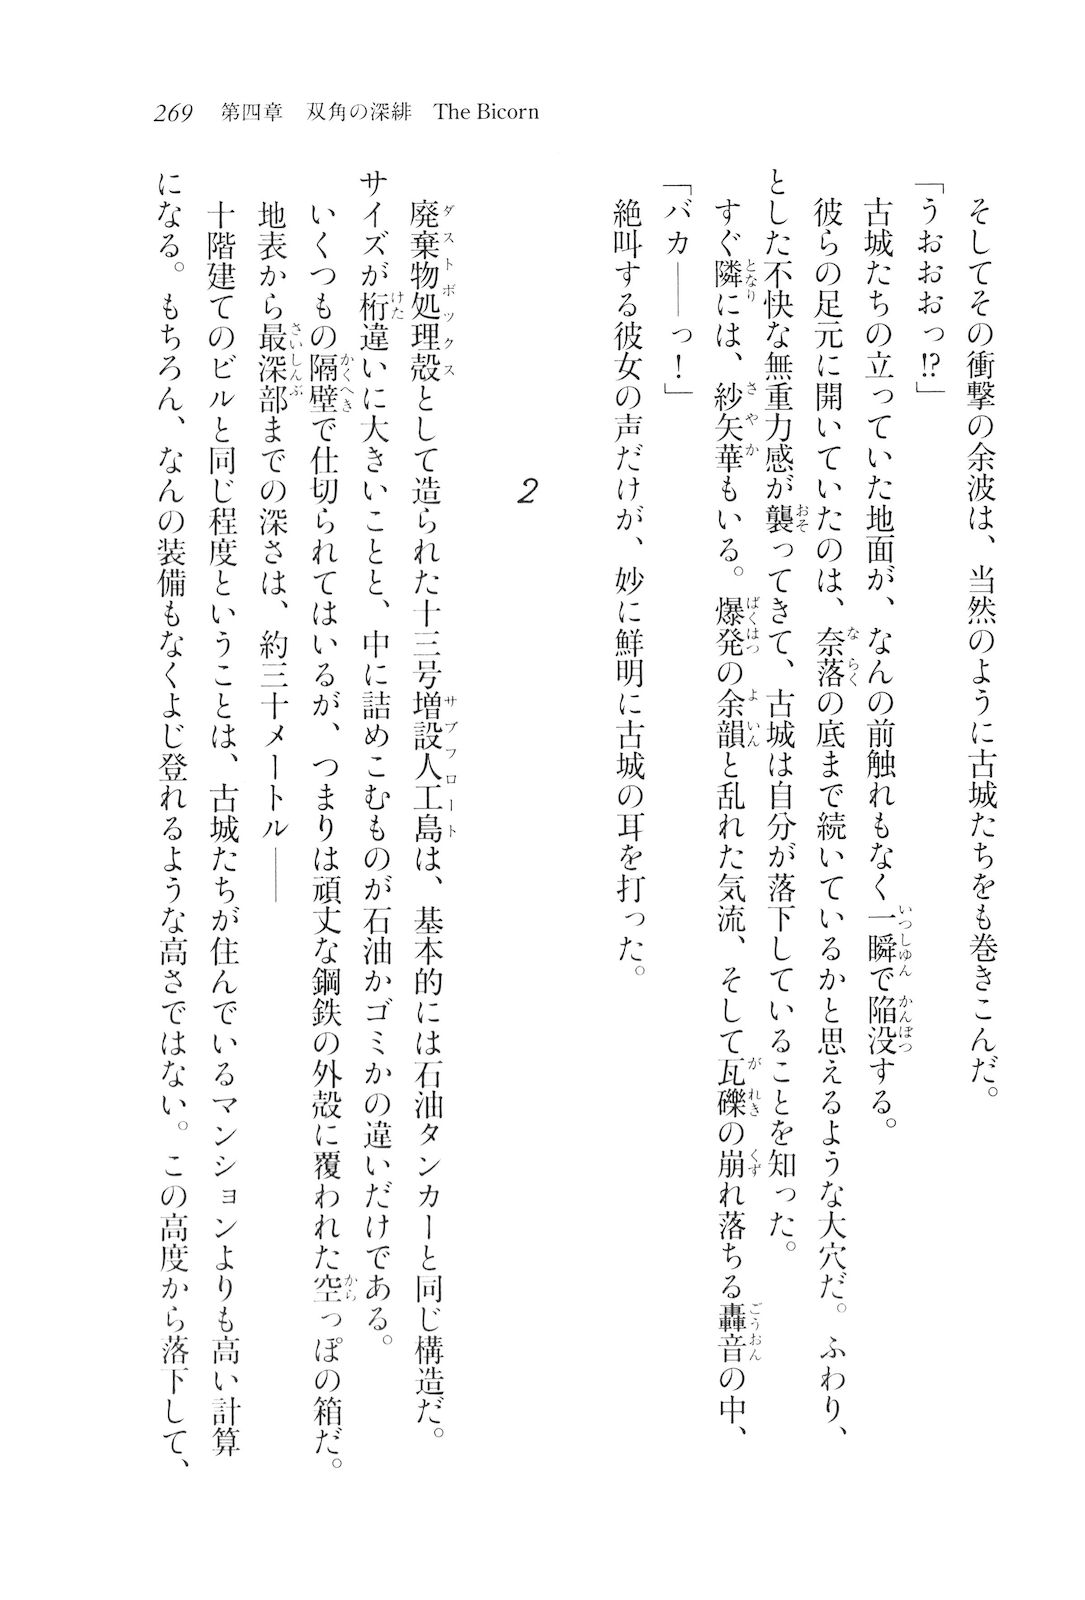 269　第四章　双角の深緋　The Bicorn
　そしてその衝撃の余波は、当然のように古城たちをも巻きこんだ。
「うおおおっ!?」
　古城たちの立っていた地面が、なんの前触れもなく一瞬で陥没する。
　彼らの足元に開いていたのは、奈落の底まで続いているかと思えるような大穴だ。ふわり、
とした不快な無重力感が襲ってきて、古城は自分が落下していることを知った。
　すぐ隣には、紗矢華もいる。爆発の余韻と乱れた気流、そして瓦礫の崩れ落ちる轟音の中、
「バカ――っ！」
　絶叫する彼女の声だけが、妙に鮮明に古城の耳を打った。
2
　廃棄物処理殻として造られた十三号増設人工島は、基本的には石油タンカーと同じ構造だ。
サイズが桁違いに大きいことと、中に詰めこむものが石油かゴミかの違いだけである。
　いくつもの隔壁で仕切られてはいるが、つまりは頑丈な鋼鉄の外殻に覆われた空っぽの箱だ。
　地表から最深部までの深さは、約三十メートル――
　十階建てのビルと同じ程度ということは、古城たちが住んでいるマンションよりも高い計算
になる。もちろん、なんの装備もなくよじ登れるような高さではない。この高度から落下して、